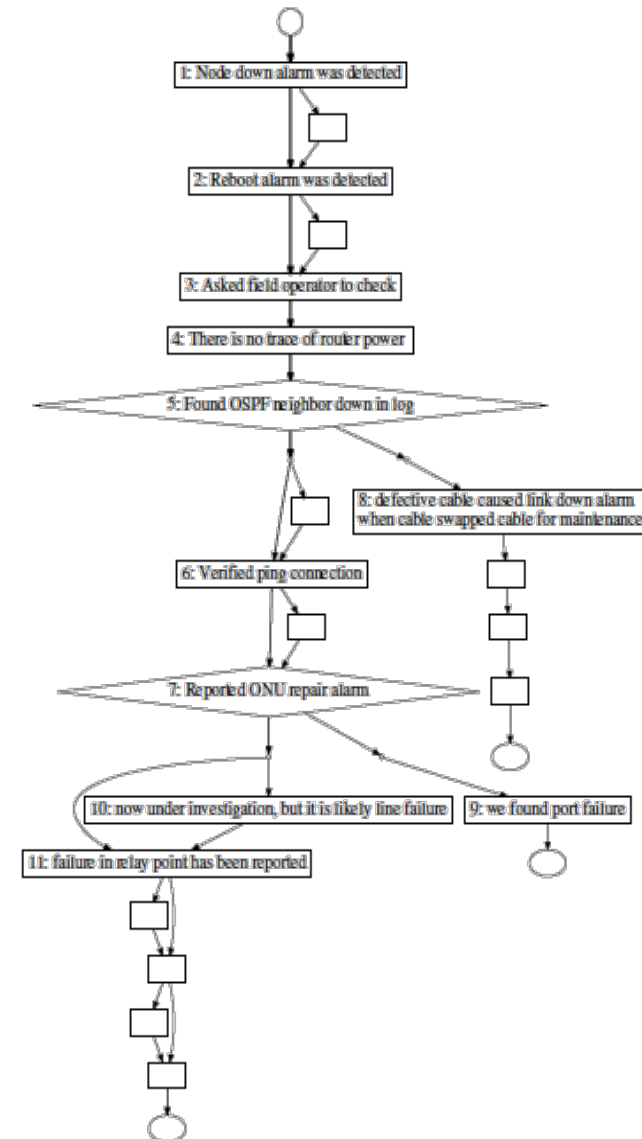 1: Node down alarm was detected
2: Reboot alarm was detected
3: Asked field operator to check
4: There is no trace of router power
5: Found OSPF neighbor down in log
8: defective cable caused link down alarm
when cable swapped cable for maintenance
6: Verified ping connection
7: Reported ONU repair alarm
10: now under investigation, but it is likely line failure
9: we found port failure
11: failure in relay point has been reported